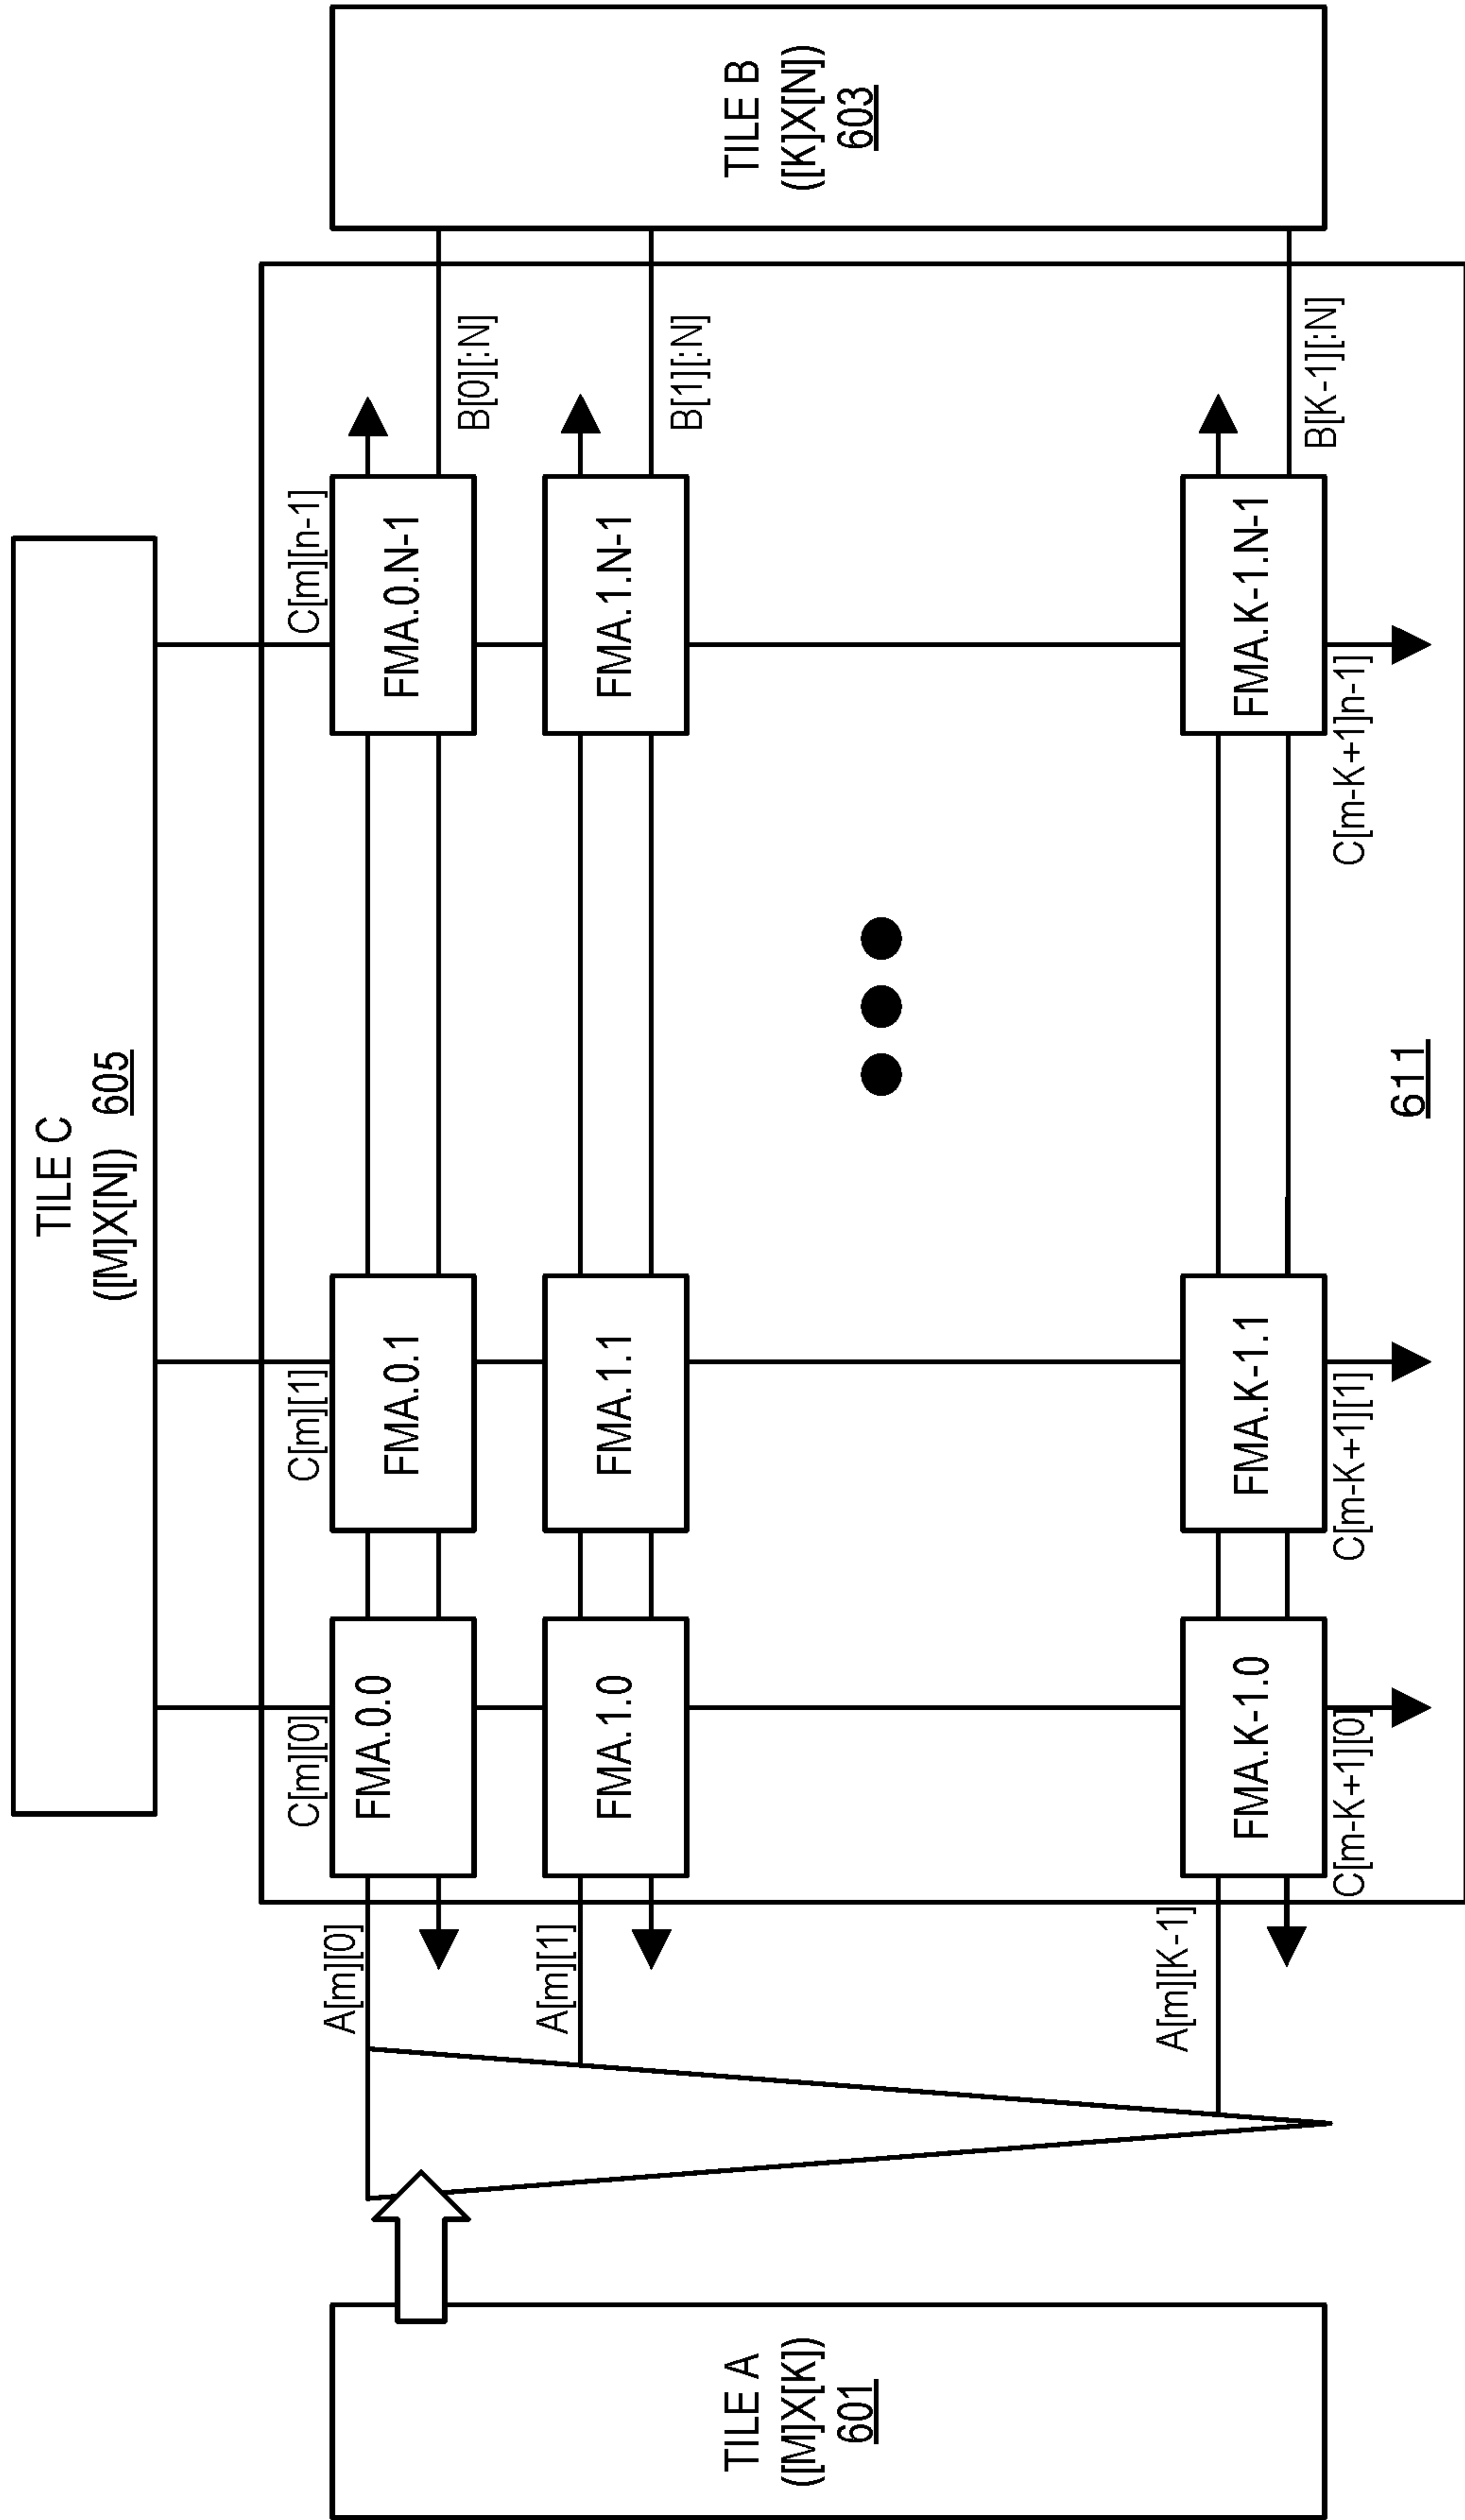 TILE C
([M]X[N]) 605
TILE A
([M]X[K])
601
TILE B
([K]X[N])
603
C[m][0]
C[m][1]
C[m][n-1]
A[m][0]
FMA.0.0
FMA.0.1
FMA.0.N-1
B[0][:N]
A[m][1]
FMA.1.0
FMA.1.1
FMA.1.N-1
B[1][:N]
A[m][K-1]
FMA.K-1.0
FMA.K-1.1
FMA.K-1.N-1
B[K-1][:N]
C[m-K+1][0]
C[m-K+1][1]
C[m-K+1]n-1]
611